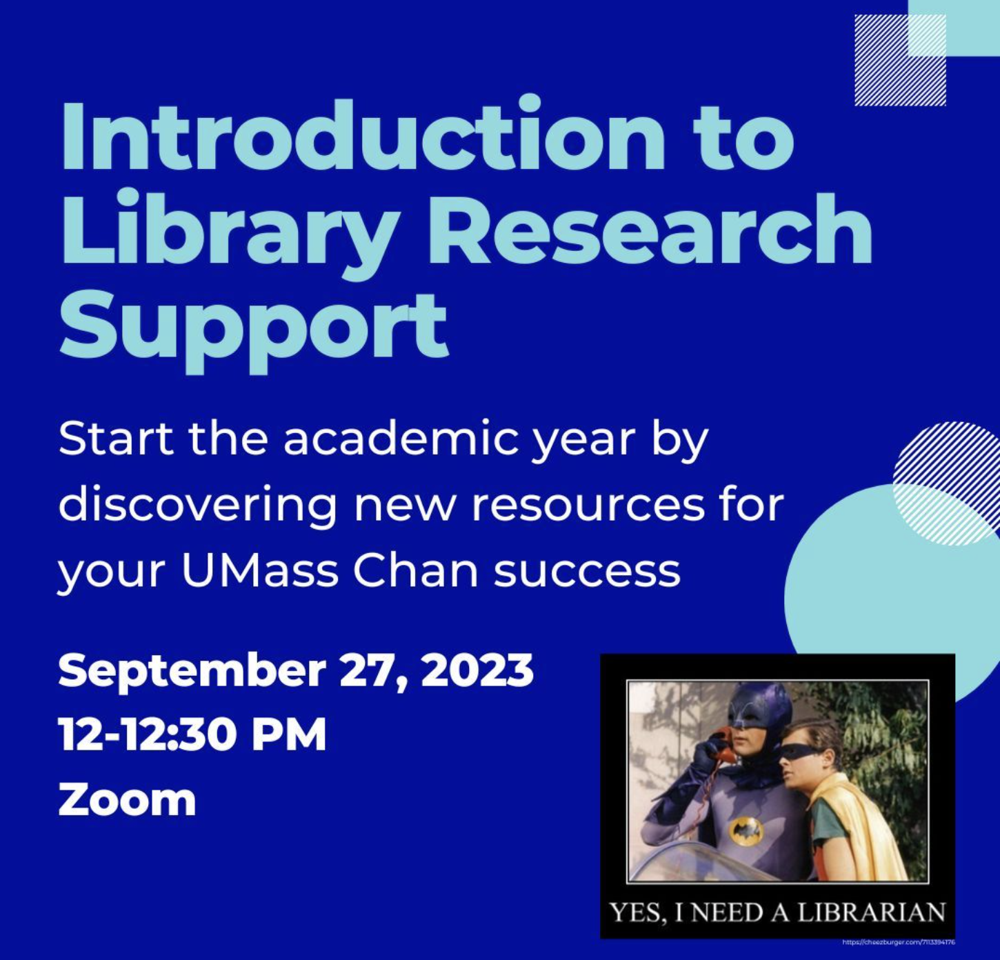 Introduction to
Library Research
Support
Start the academic year by
discovering new resources for
your UMass Chan success
September 27, 2023
12-12:30 PM
Zoom
YES, I NEED A LIBRARIAN
https://cheezburger.com/7113394176